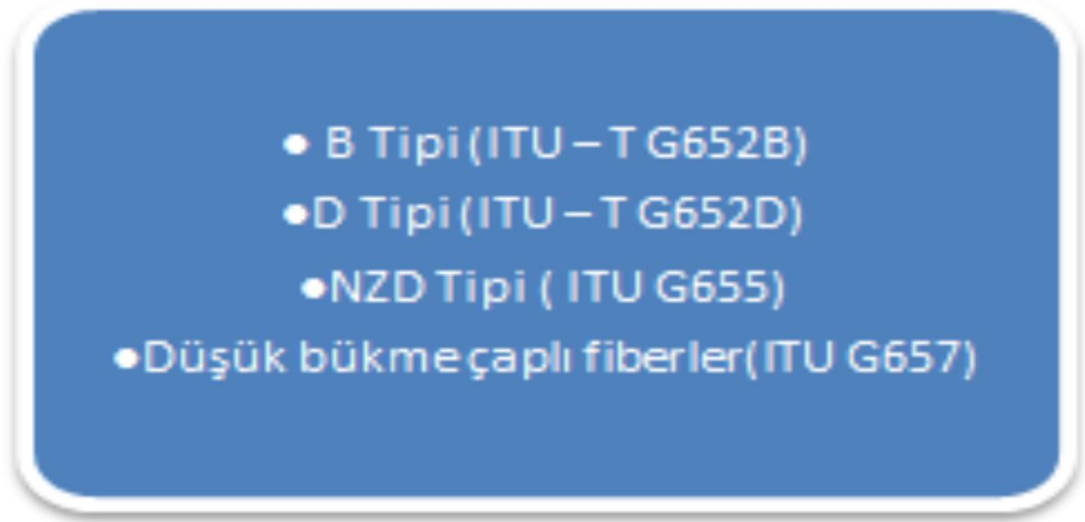 ● B Tipi (ITU – T G652B)
●D Tipi (ITU – T G652D)
●NZD Tipi ( ITU G655)
●Düşük bükme çaplı fiberler(ITU G657)